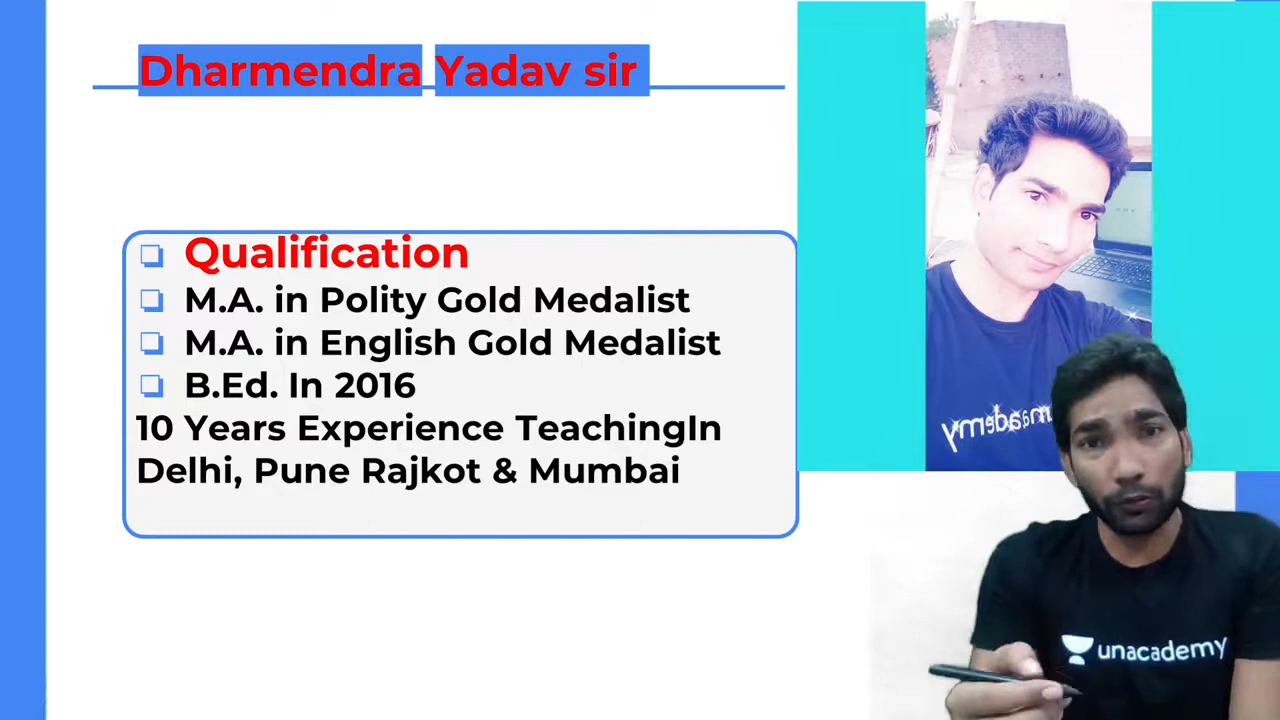 Dharmendra Yadav sir
Qualification
M.A. in Polity Gold Medalist
M.A. in English Gold Medalist
B.Ed. In 2016
10 Years Experience TeachingIn
Delhi, Pune Rajkot & Mumbai
unacademy
unacademy